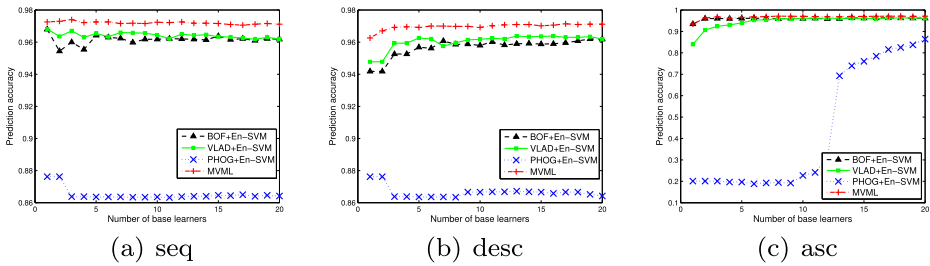 0.98
0.96
0.94
0.92
0.9
0.88
0.86
0
5
10
15
20
Prediction accuracy
Number of base learners
BOF+En−SVM
VLAD+En−SVM
PHOG+En−SVM
MVML
(a) seq
0.98
0.96
0.94
0.92
0.9
0.88
0.86
0
5
10
15
20
Prediction accuracy
Number of base learners
BOF+En−SVM
VLAD+En−SVM
PHOG+En−SVM
MVML
(b) desc
1
0.9
0.8
0.7
0.6
0.5
0.4
0.3
0.2
0.1
0
5
10
15
20
Prediction accuracy
Number of base learners
BOF+En−SVM
VLAD+En−SVM
PHOG+En−SVM
MVML
(c) asc